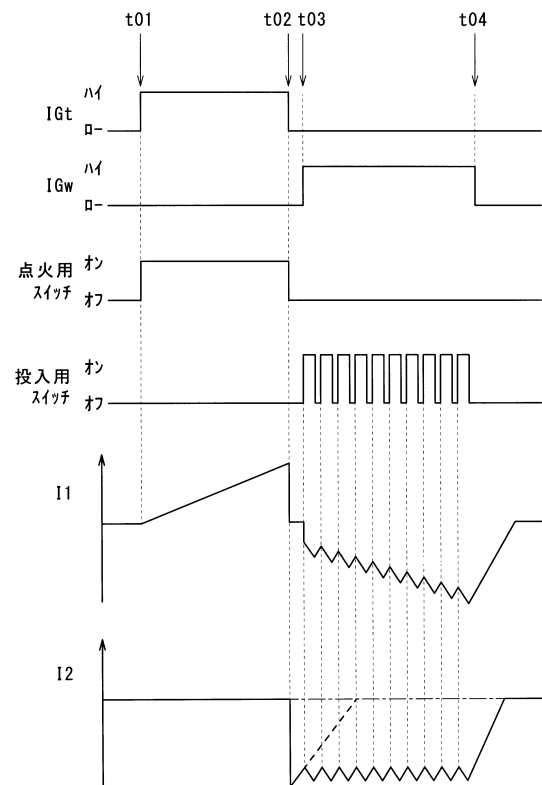 t01 t02 t03 t04
ハイ
IGt
ロー
ハイ
IGw
ロー
点火用 オン
スイッチ
オフ
オン
投入用
スイッチ
オフ
I1
I2